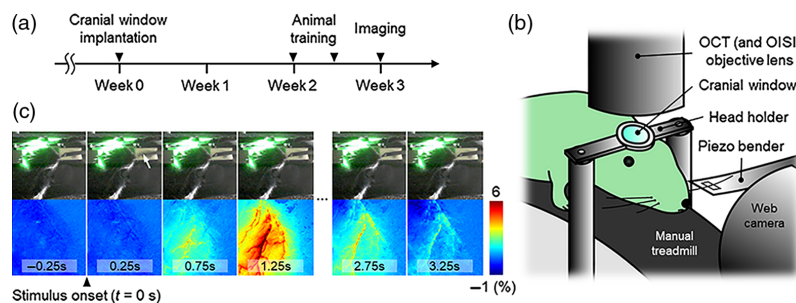 (a)
Cranial window
implantation
Animal
training
Imaging
Week 0
Week 1
Week 2
Week 3
(b)
OCT (and OISI)
objective lens
Cranial window
Head holder
Piezo bender
Web
camera
Manual
treadmill
(c)
...
−0.25s
0.25s
0.75s
1.25s
2.75s
3.25s
6
−1 (%)
Stimulus onset (t = 0 s)